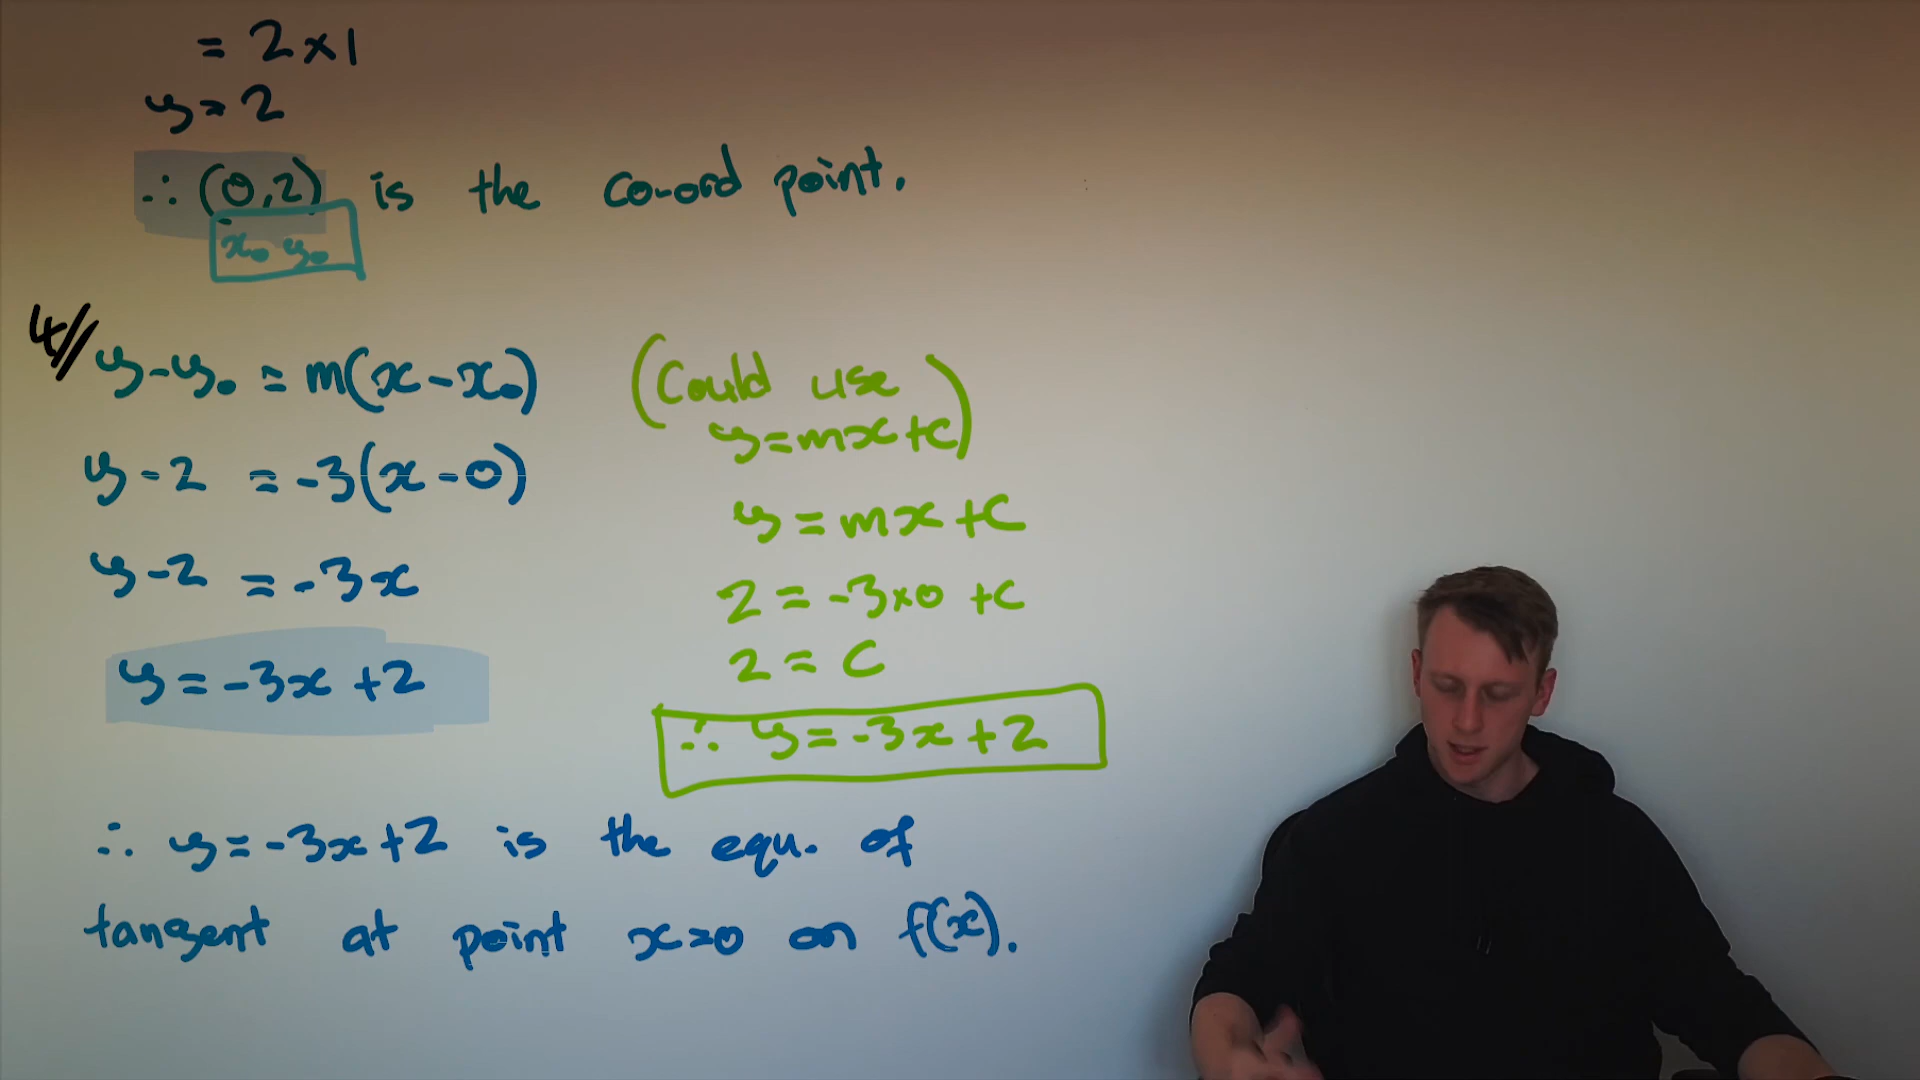 = 2×1
y = 2
∴ (0,2) is the co-ord point.
x₀ y₀
4//
y-y₀ = m(x-x₀)
y-2 = -3(x-0)
y-2 = -3x
y = -3x+2
(Could use
y=mx+c)
y = mx+c
2 = -3×0 +c
2 = c
∴ y = -3x+2
∴ y = -3x+2 is the equ. of
tangent at point x=0 on f(x).